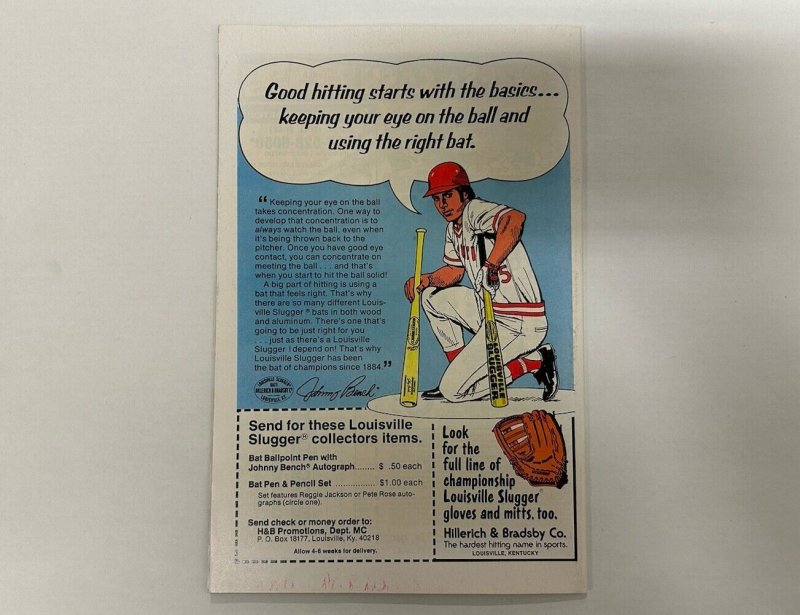 Good hitting starts with the basics...
keeping your eye on the ball and
using the right bat.
“Keeping your eye on the ball
takes concentration. One way to
develop that concentration is to
always watch the ball, even when
it's being thrown back to the
pitcher. Once you have good eye
contact, you can concentrate on
meeting the ball . . . and that's
when you start to hit the ball solid!
A big part of hitting is using a
bat that feels right. That's why
there are so many different Louis-
ville Slugger® bats in both wood
and aluminum. There's one that's
going to be just right for you
. . . just as there's a Louisville
Slugger I depend on! That's why
Louisville Slugger has been
the bat of champions since 1884.”
LOUISVILLE SLUGGER
HILLERICH & BRADSBY CO
LOUISVILLE, KY.
Johnny Bench
5
Send for these Louisville
Slugger® collectors items.
Bat Ballpoint Pen with
Johnny Bench® Autograph........ $ .50 each
Bat Pen & Pencil Set ............... $1.00 each
Set features Reggie Jackson or Pete Rose auto-
graphs (circle one).
Send check or money order to:
H&B Promotions, Dept. MC
P. O. Box 18177, Louisville, Ky. 40218
Allow 4-6 weeks for delivery.
Look
for the
full line of
championship
Louisville Slugger®
gloves and mitts, too.
Hillerich & Bradsby Co.
The hardest hitting name in sports.
LOUISVILLE, KENTUCKY